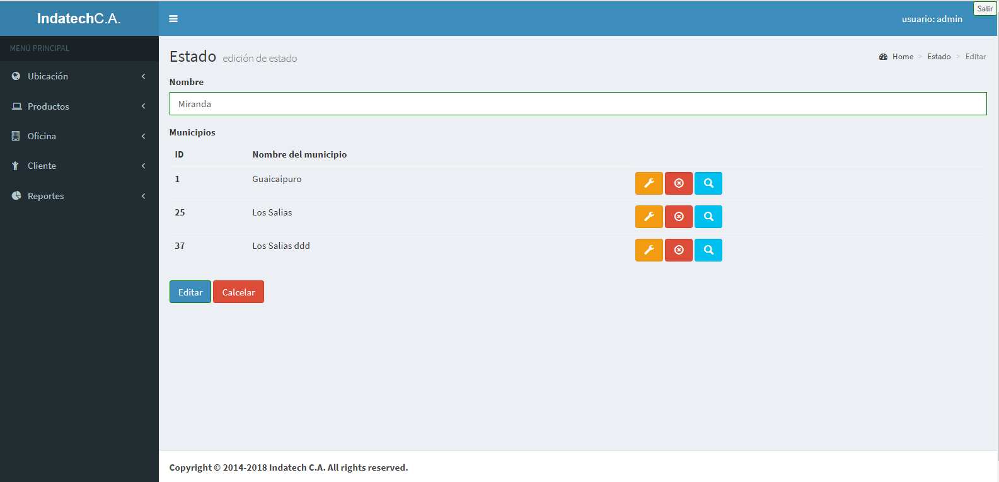 IndatechC.A.
usuario: admin
Salir
MENÚ PRINCIPAL
Ubicación
Productos
Oficina
Cliente
Reportes
Estado edición de estado
Home > Estado > Editar
Nombre
Miranda
Municipios
ID Nombre del municipio
1 Guaicaipuro
25 Los Salias
37 Los Salias ddd
Editar Calcelar
Copyright © 2014-2018 Indatech C.A. All rights reserved.